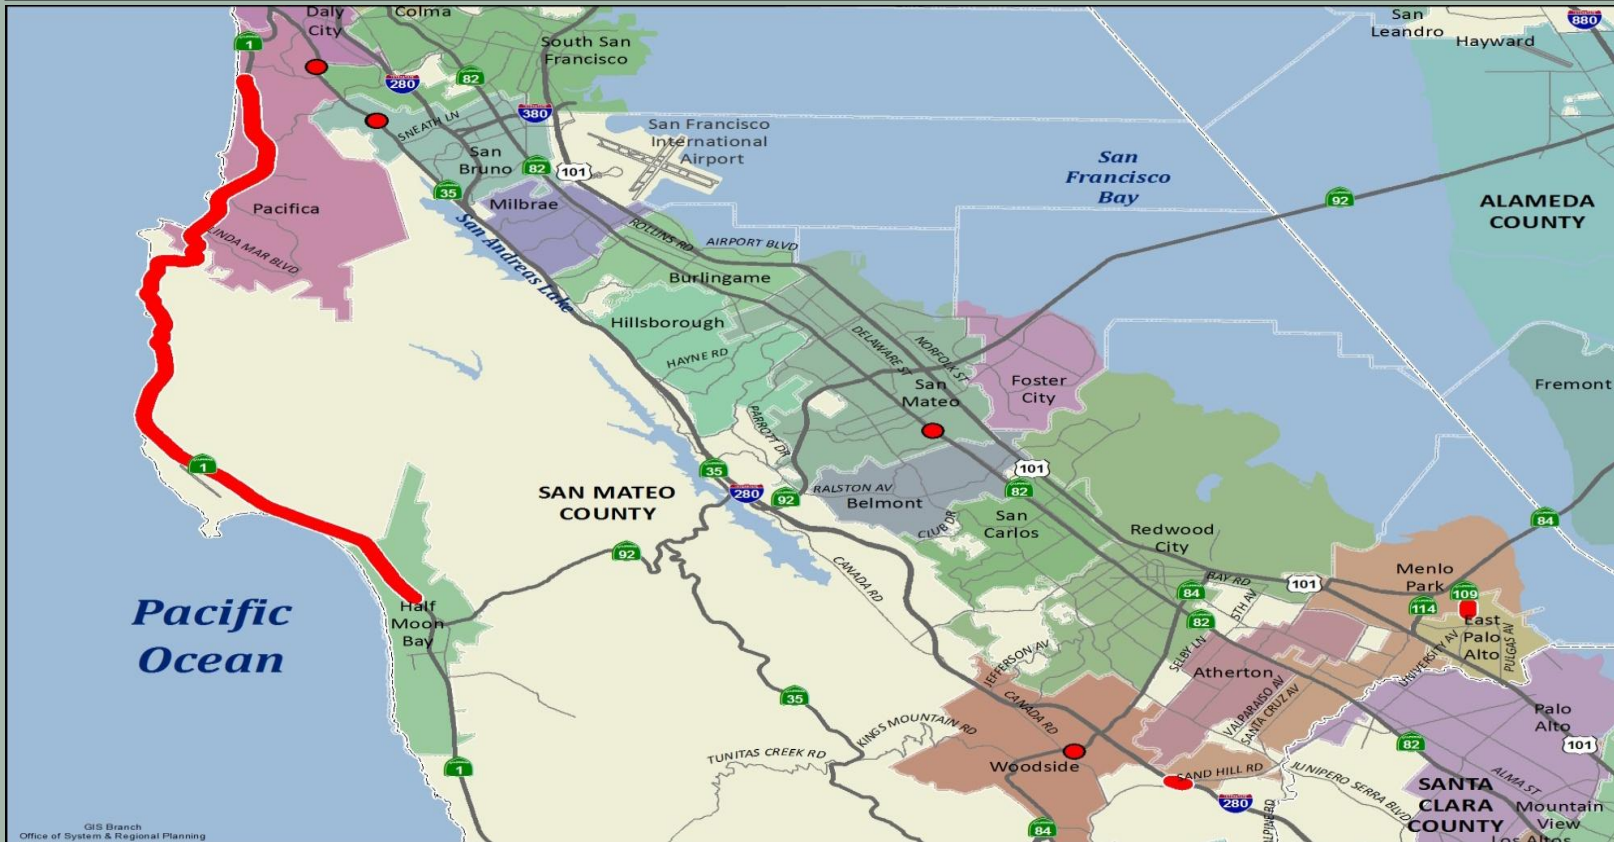 Daly
City
Colma
San
Leandro
Hayward
880
1
South San
Francisco
280
82
380
SNEATH LN
San Francisco
International
Airport
San
Bruno
82
101
San
Francisco
Bay
92
ALAMEDA
COUNTY
35
Milbrae
Pacifica
LINDA MAR BLVD
San Andreas Lake
ROLLINS RD
AIRPORT BLVD
Burlingame
Hillsborough
HAYNE RD
DELAWARE ST
NORFOLK ST
San
Mateo
Foster
City
Fremont
PARROTT DR
1
35
280
92
RALSTON AV
Belmont
101
82
SAN MATEO
COUNTY
CLUB DR
San
Carlos
Redwood
City
84
92
CANADA RD
Menlo
Park
BAY RD
101
84
5TH AV
114
109
East
Palo
Alto
Half
Moon
Bay
82
Pacific
Ocean
SELBY LN
UNIVERSITY AV
PULGAS AV
JEFFERSON AV
Atherton
VALPARAISO AV
SANTA CRUZ AV
35
CANADA RD
KINGS MOUNTAIN RD
TUNITAS CREEK RD
Palo
Alto
82
101
Woodside
SAND HILL RD
JUNIPERO SERRA BLVD
ALMA ST
1
280
SANTA
CLARA
COUNTY
Mountain
View
Los Altos
84
ALPINE RD
GIS Branch
Office of System & Regional Planning